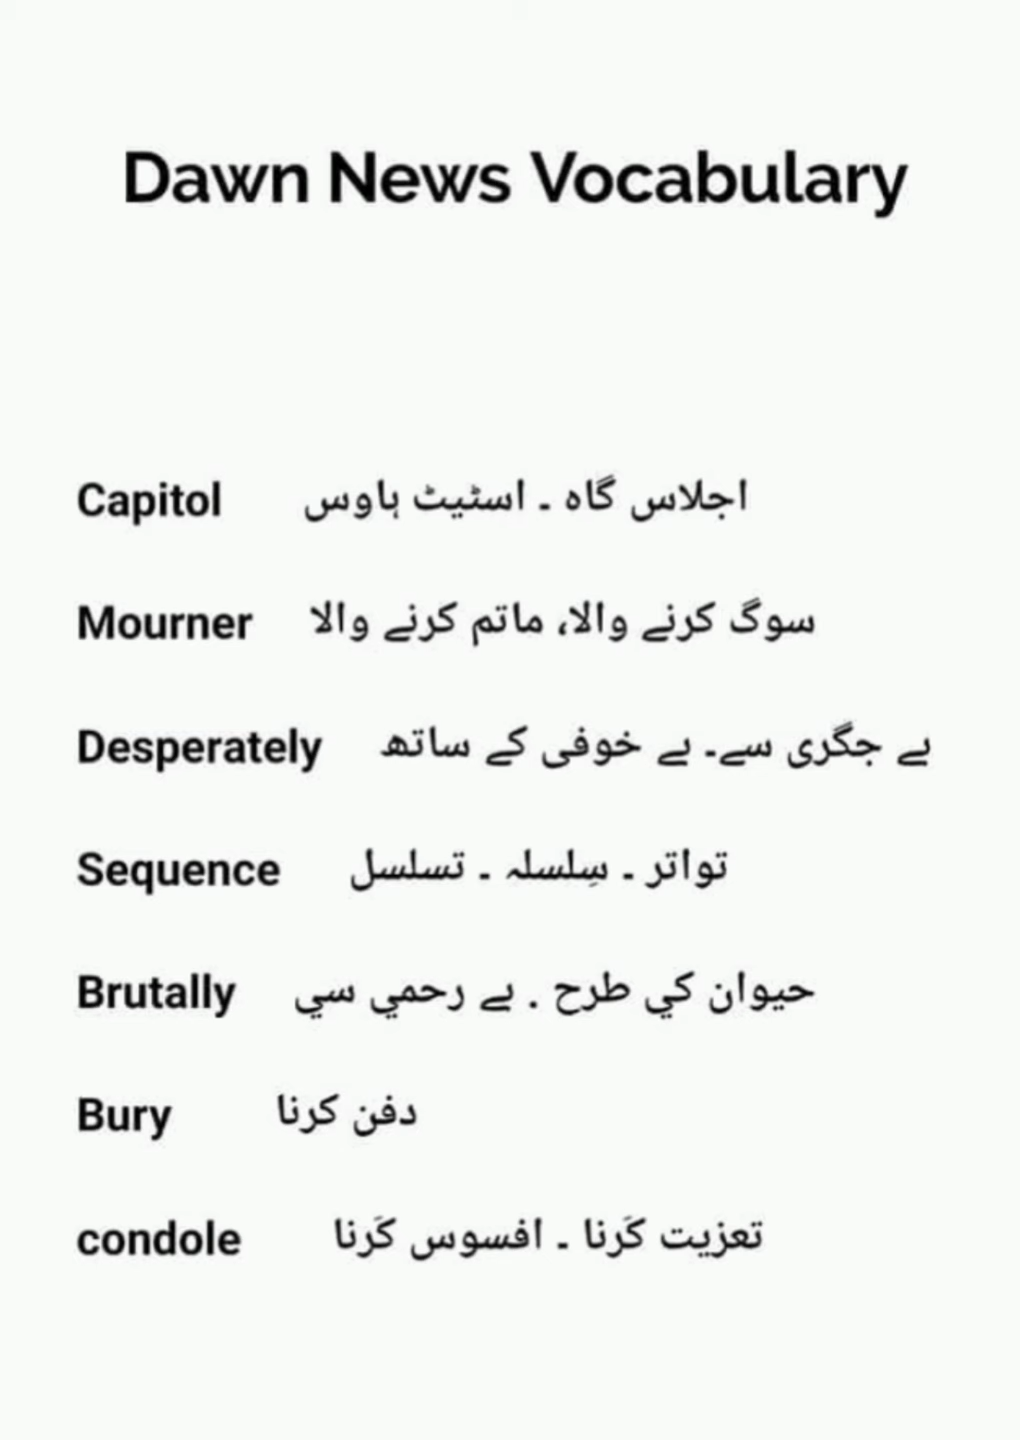 Dawn News Vocabulary
Capitol اجلاس گاہ ۔ اسٹیٹ ہاوس
Mourner سوگ کرنے والا، ماتم کرنے والا
Desperately بے جگری سے۔ بے خوفی کے ساتھ
Sequence تواتر ۔ سِلسلہ ۔ تسلسل
Brutally حیوان کي طرح . بے رحمي سي
Bury دفن کرنا
condole تعزیت کَرنا ۔ افسوس کَرنا